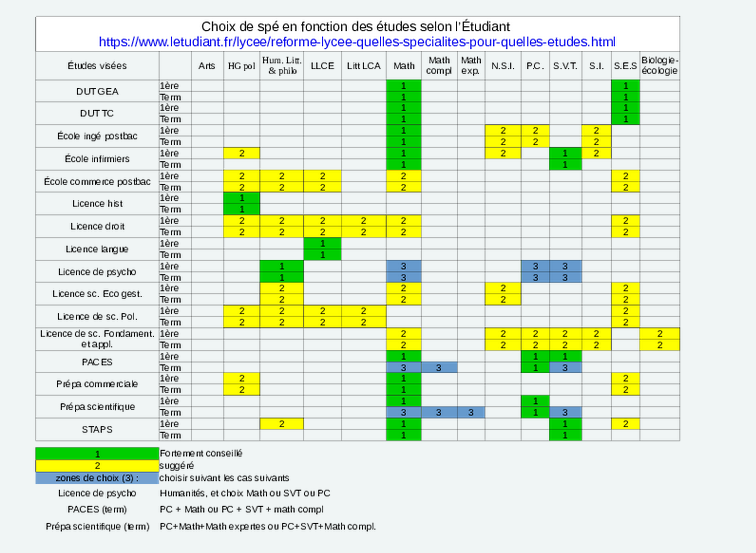 Choix de spé en fonction des études selon l'Étudiant
https://www.letudiant.fr/lycee/reforme-lycee-quelles-specialites-pour-quelles-etudes.html
Études visées Arts HG pol Hum. Litt. & philo LLCE Litt LCA Math Math compl Math exp. N.S.I. P.C. S.V.T. S.I. S.E.S Biologie-écologie
DUT GEA 1ère 1 1
Term 1 1
DUT TC 1ère 1 1
Term 1 1
École ingé postbac 1ère 1 2 2 2
Term 1 2 2 2
École infirmiers 1ère 2 1 2 1 2
Term 1 1
École commerce postbac 1ère 2 2 2 2 2
Term 2 2 2 2 2
Licence hist 1ère 1
Term 1
Licence droit 1ère 2 2 2 2 2 2
Term 2 2 2 2 2 2
Licence langue 1ère 1
Term 1
Licence de psycho 1ère 1 3 3 3
Term 1 3 3 3
Licence sc. Eco gest. 1ère 2 2 2 2
Term 2 2 2 2
Licence de sc. Pol. 1ère 2 2 2 2 2
Term 2 2 2 2 2
Licence de sc. Fondament. et appl. 1ère 2 2 2 2 2 2
Term 2 2 2 2 2 2
PACES 1ère 1 1 1
Term 3 3 1 3
Prépa commerciale 1ère 2 1 2
Term 2 1 2
Prépa scientifique 1ère 1 1
Term 3 3 3 1 3
STAPS 1ère 2 1 1 2
Term 1 1
1 Fortement conseillé
2 suggéré
zones de choix (3) : choisir suivant les cas suivants
Licence de psycho Humanités, et choix Math ou SVT ou PC
PACES (term) PC + Math ou PC + SVT + math compl
Prépa scientifique (term) PC+Math+Math expertes ou PC+SVT+Math compl.